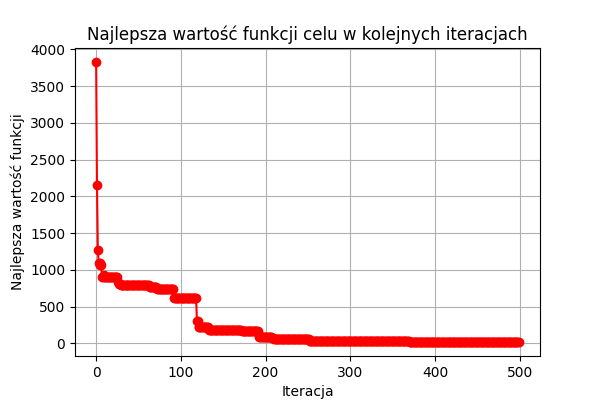 Najlepsza wartość funkcji celu w kolejnych iteracjach
4000
3500
3000
2500
2000
1500
1000
500
0
Najlepsza wartość funkcji
0 100 200 300 400 500
Iteracja